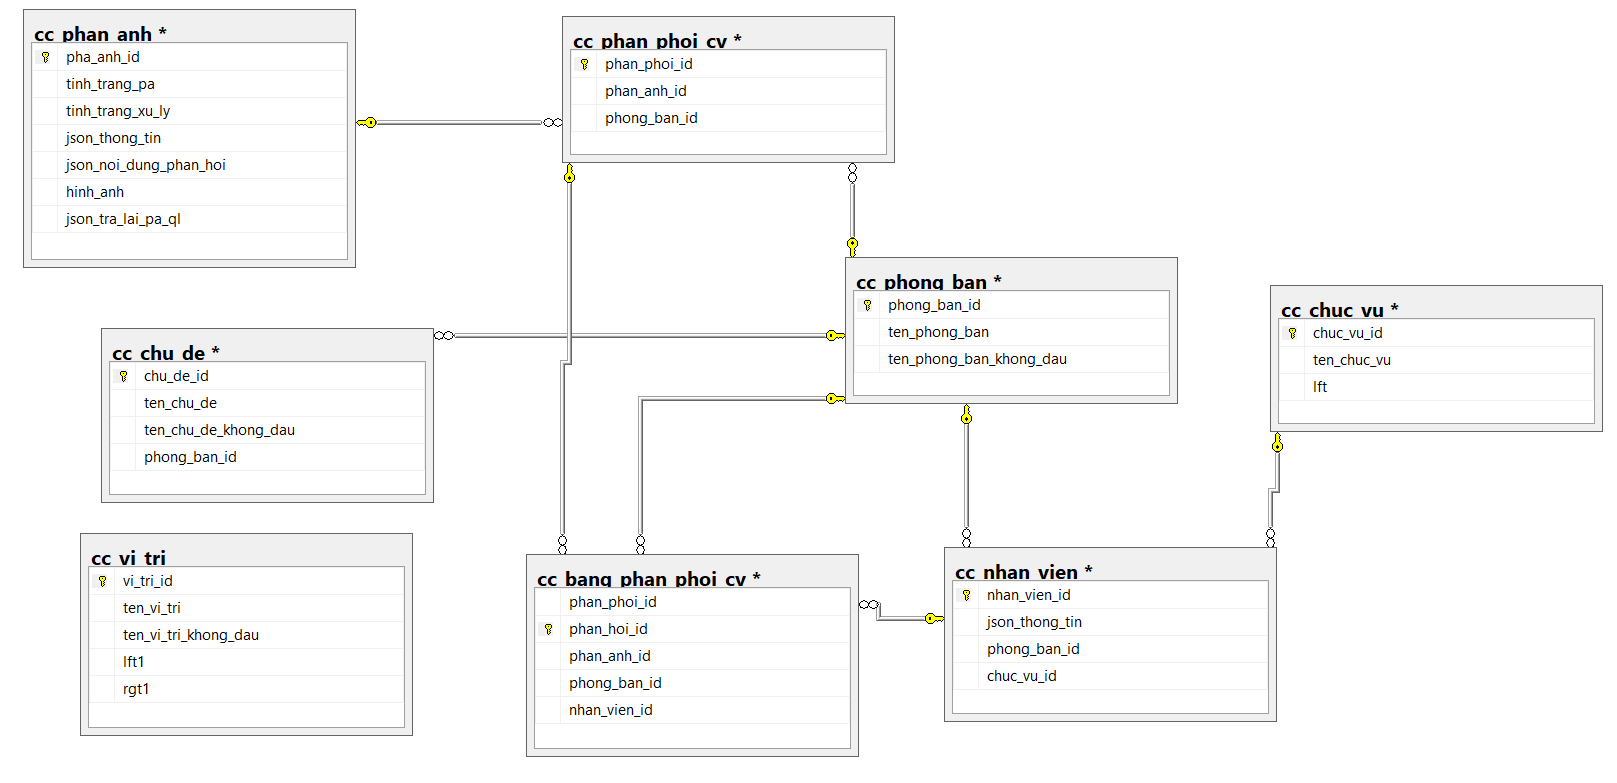 cc_phan_anh *
pha_anh_id
tinh_trang_pa
tinh_trang_xu_ly
json_thong_tin
json_noi_dung_phan_hoi
hinh_anh
json_tra_lai_pa_ql
cc_phan_phoi_cv *
phan_phoi_id
phan_anh_id
phong_ban_id
cc_phong_ban *
phong_ban_id
ten_phong_ban
ten_phong_ban_khong_dau
cc_chuc_vu *
chuc_vu_id
ten_chuc_vu
lft
cc_chu_de *
chu_de_id
ten_chu_de
ten_chu_de_khong_dau
phong_ban_id
cc_vi_tri
vi_tri_id
ten_vi_tri
ten_vi_tri_khong_dau
lft1
rgt1
cc_bang_phan_phoi_cv *
phan_phoi_id
phan_hoi_id
phan_anh_id
phong_ban_id
nhan_vien_id
cc_nhan_vien *
nhan_vien_id
json_thong_tin
phong_ban_id
chuc_vu_id